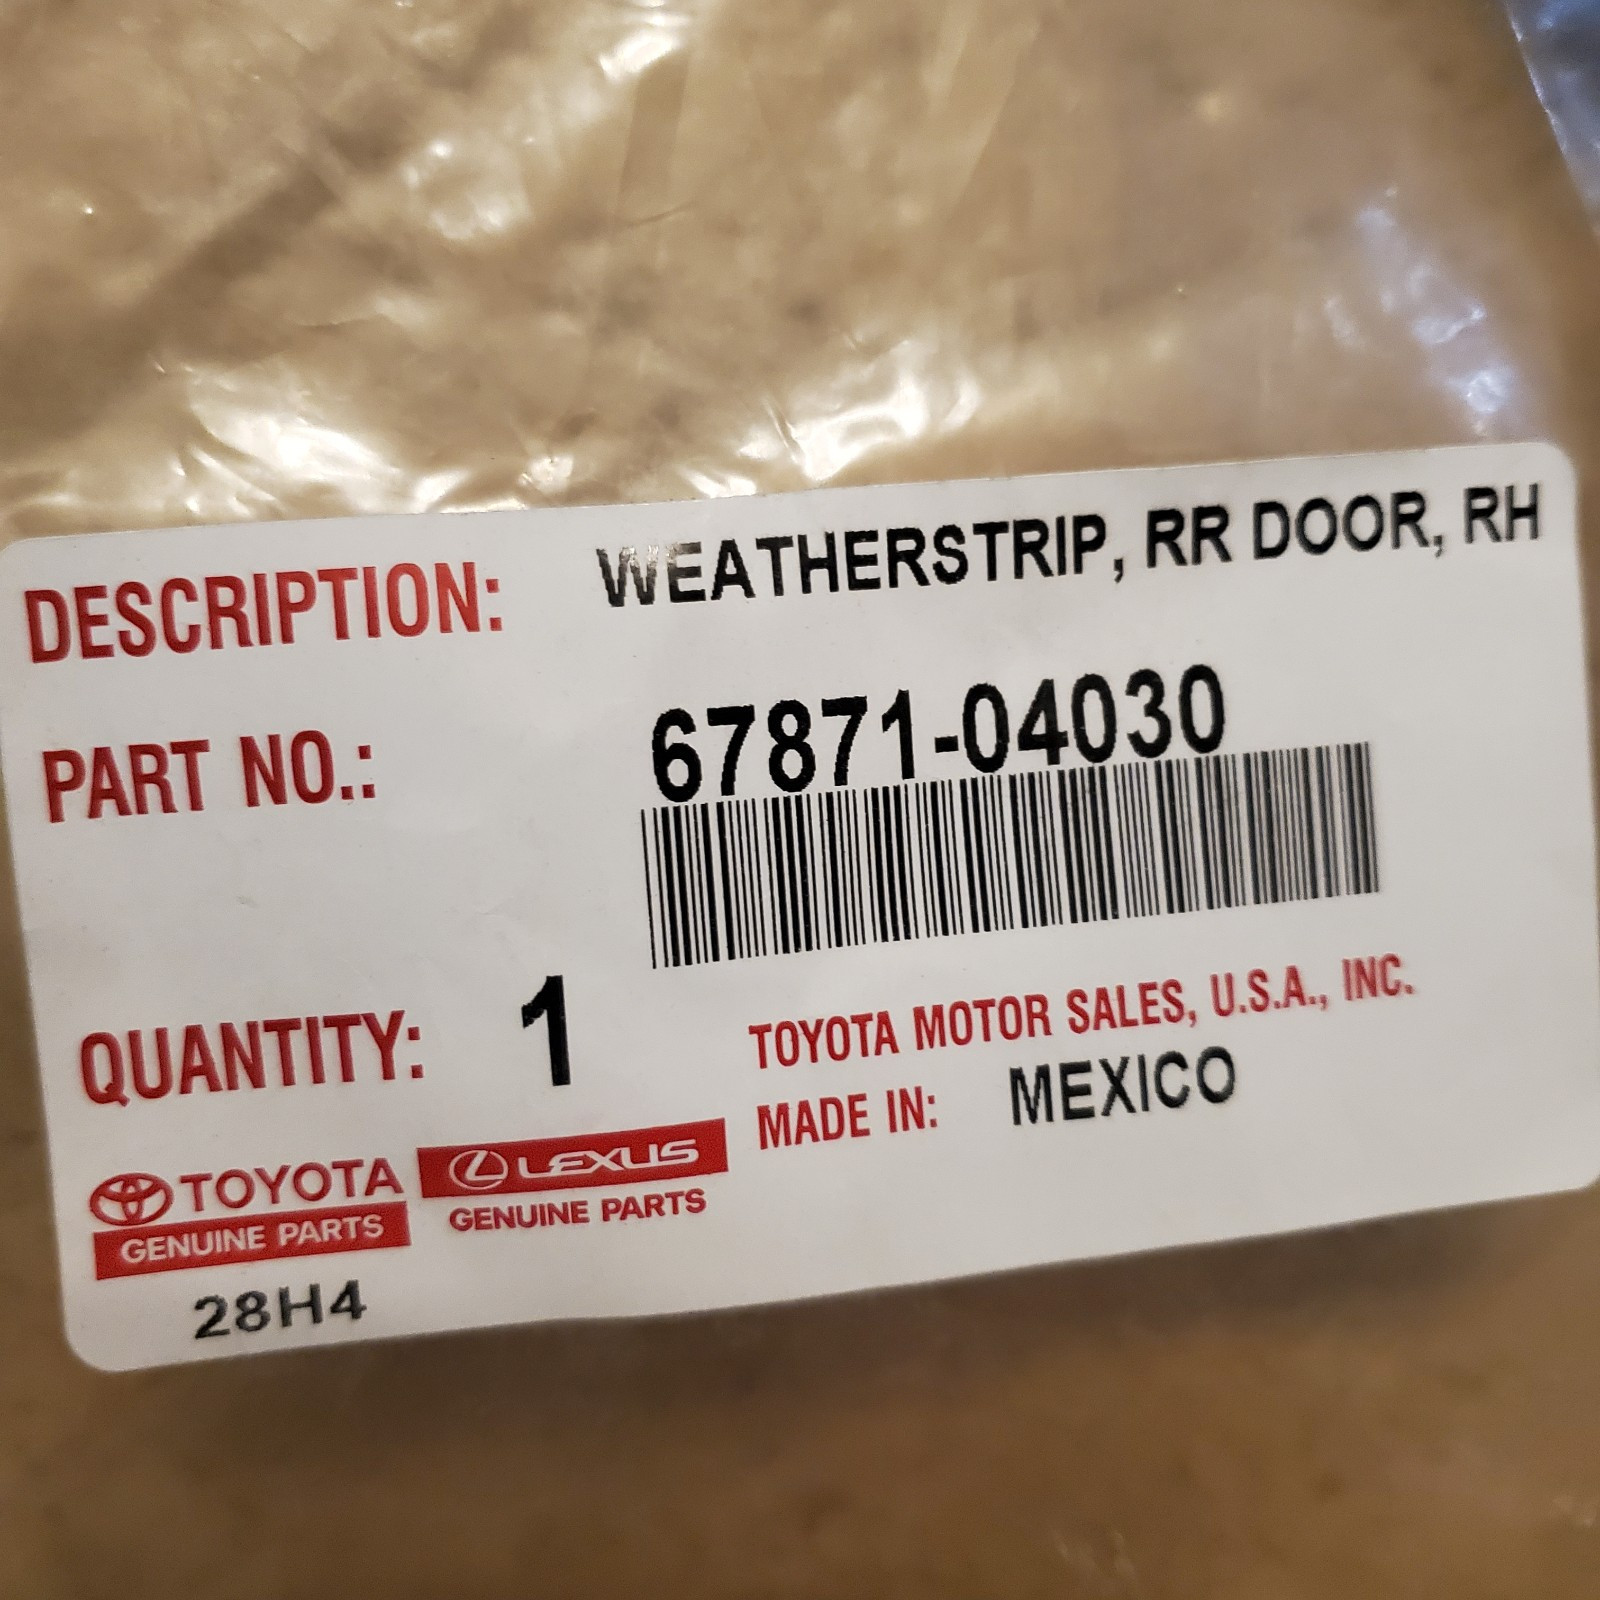 DESCRIPTION: WEATHERSTRIP, RR DOOR, RH
PART NO.: 67871-04030
QUANTITY: 1
TOYOTA MOTOR SALES, U.S.A., INC.
MADE IN: MEXICO
TOYOTA
GENUINE PARTS
LEXUS
GENUINE PARTS
28H4